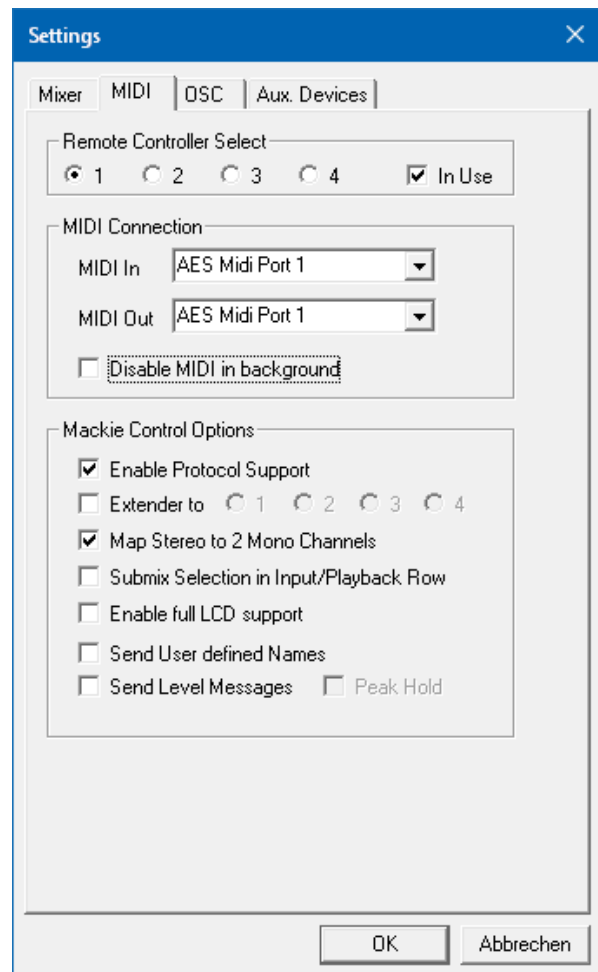 Settings
Mixer MIDI OSC Aux. Devices
Remote Controller Select
1 2 3 4 In Use
MIDI Connection
MIDI In AES Midi Port 1
MIDI Out AES Midi Port 1
Disable MIDI in background
Mackie Control Options
Enable Protocol Support
Extender to 1 2 3 4
Map Stereo to 2 Mono Channels
Submix Selection in Input/Playback Row
Enable full LCD support
Send User defined Names
Send Level Messages Peak Hold
OK Abbrechen